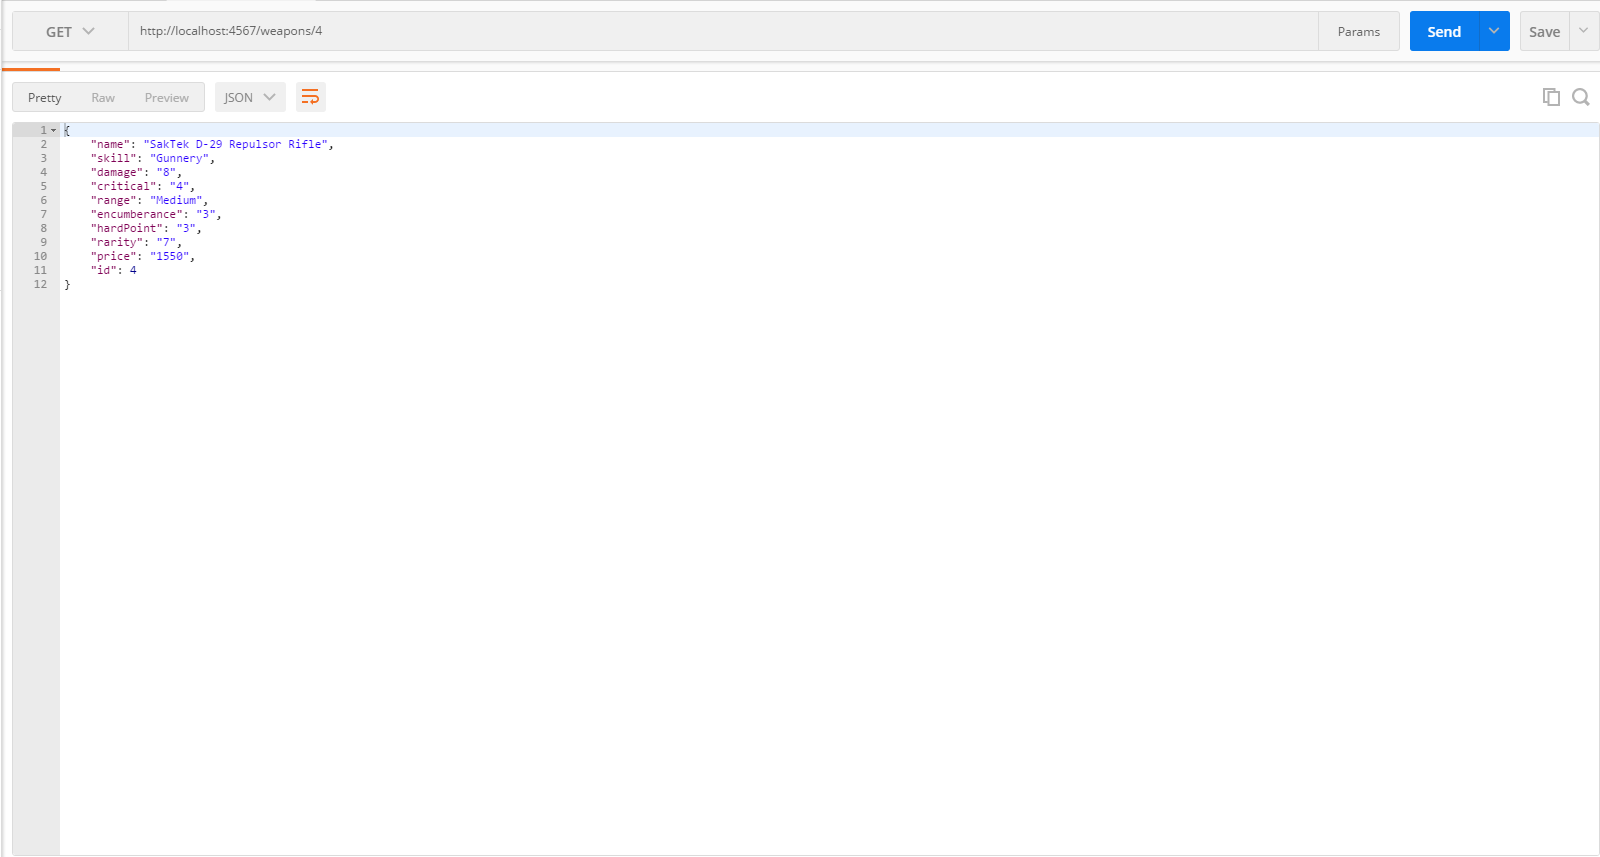 GET http://localhost:4567/weapons/4 Params Send Save
Pretty Raw Preview JSON
1 {
2 "name": "SakTek D-29 Repulsor Rifle",
3 "skill": "Gunnery",
4 "damage": "8",
5 "critical": "4",
6 "range": "Medium",
7 "encumberance": "3",
8 "hardPoint": "3",
9 "rarity": "7",
10 "price": "1550",
11 "id": 4
12 }